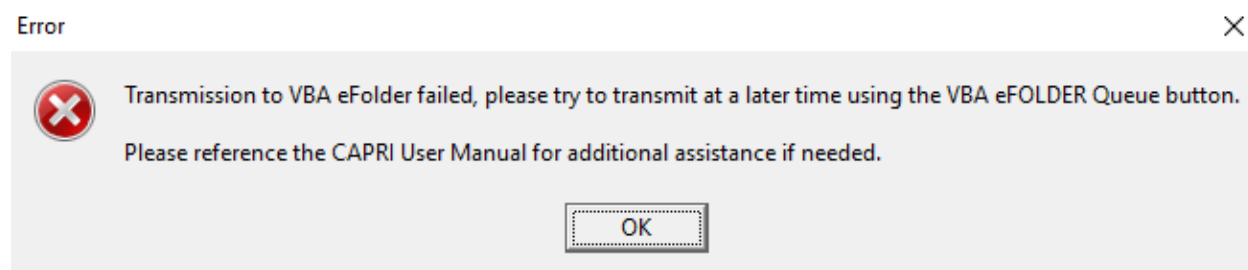 Error
Transmission to VBA eFolder failed, please try to transmit at a later time using the VBA eFOLDER Queue button.
Please reference the CAPRI User Manual for additional assistance if needed.
OK